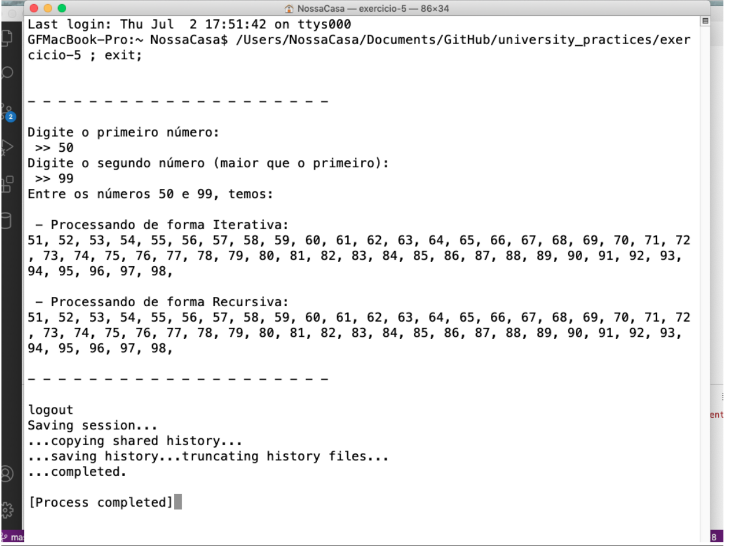 NossaCasa — exercicio-5 — 86×34
Last login: Thu Jul  2 17:51:42 on ttys000
GFMacBook-Pro:~ NossaCasa$ /Users/NossaCasa/Documents/GitHub/university_practices/exer
cicio-5 ; exit;
_ _ _ _ _ _ _ _ _ _ _ _ _ _ _ _ _ _ _ _
Digite o primeiro número:
 >> 50
Digite o segundo número (maior que o primeiro):
 >> 99
Entre os números 50 e 99, temos:
 – Processando de forma Iterativa:
51, 52, 53, 54, 55, 56, 57, 58, 59, 60, 61, 62, 63, 64, 65, 66, 67, 68, 69, 70, 71, 72
, 73, 74, 75, 76, 77, 78, 79, 80, 81, 82, 83, 84, 85, 86, 87, 88, 89, 90, 91, 92, 93,
94, 95, 96, 97, 98,
 – Processando de forma Recursiva:
51, 52, 53, 54, 55, 56, 57, 58, 59, 60, 61, 62, 63, 64, 65, 66, 67, 68, 69, 70, 71, 72
, 73, 74, 75, 76, 77, 78, 79, 80, 81, 82, 83, 84, 85, 86, 87, 88, 89, 90, 91, 92, 93,
94, 95, 96, 97, 98,
_ _ _ _ _ _ _ _ _ _ _ _ _ _ _ _ _ _ _ _
logout
Saving session...
...copying shared history...
...saving history...truncating history files...
...completed.
[Process completed]
2
ent
ma
8